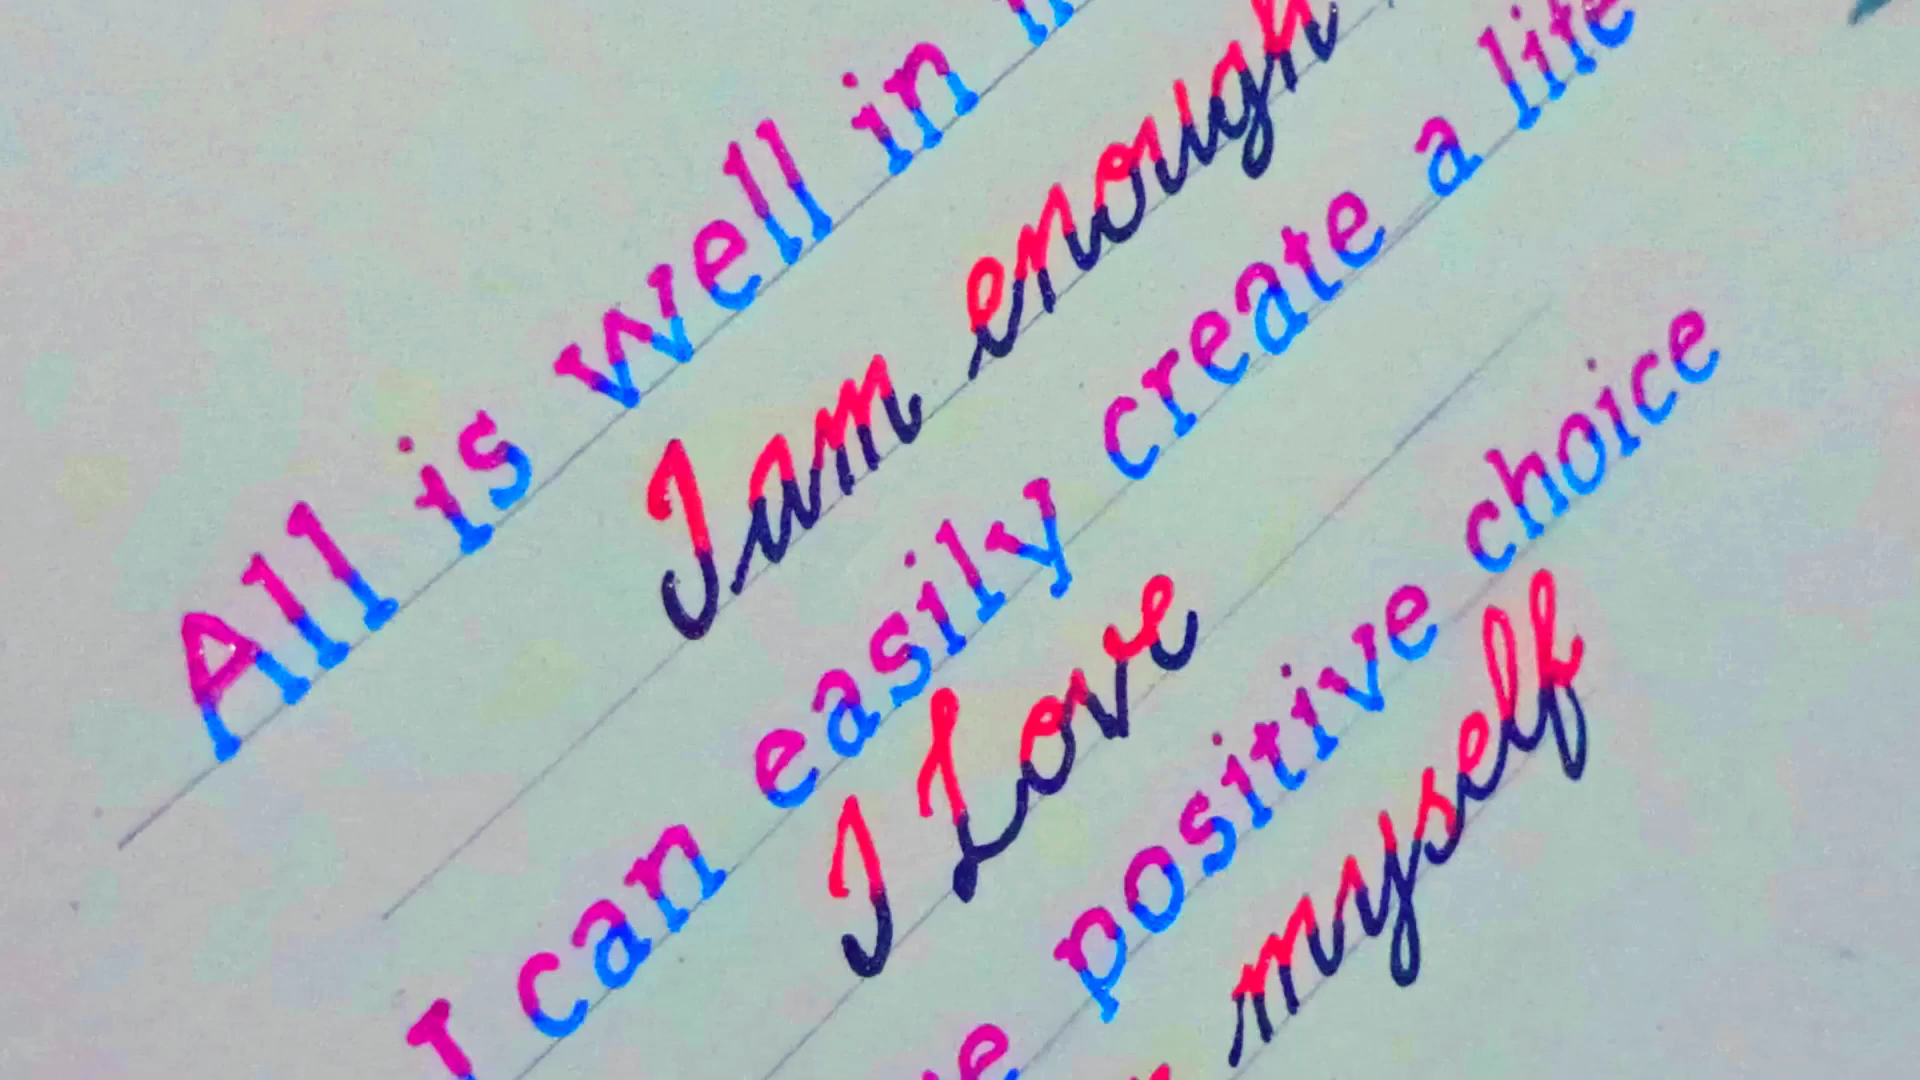 All is well in
I am enough
I can easily create a life
I Love
positive choice
myself